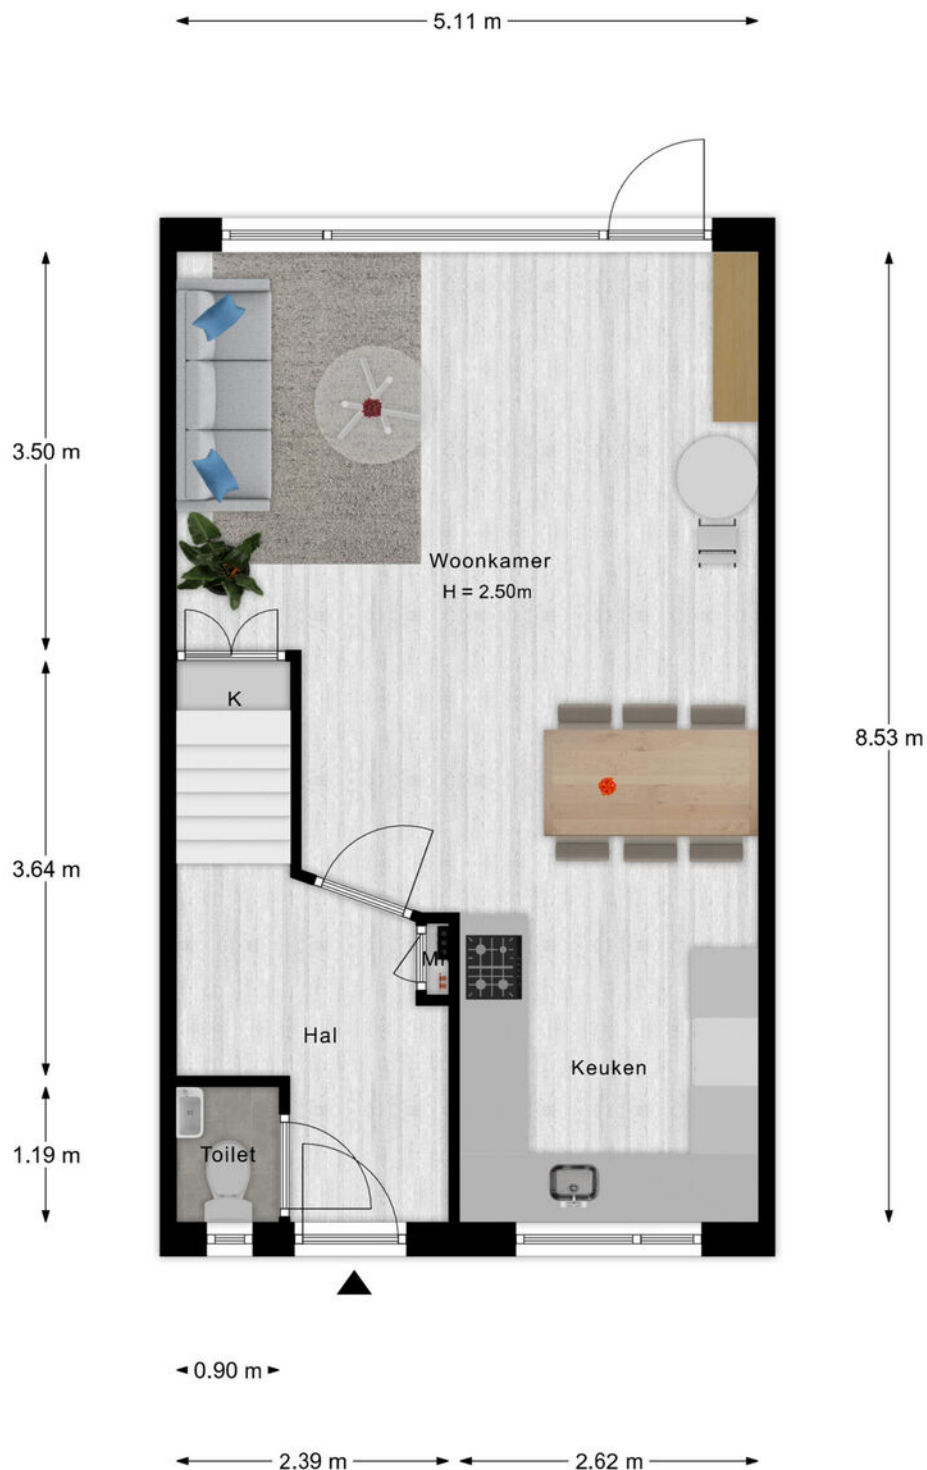 5.11 m
3.50 m
Woonkamer
H = 2.50m
K
8.53 m
3.64 m
Hal
Keuken
Toilet
1.19 m
0.90 m
2.39 m
2.62 m